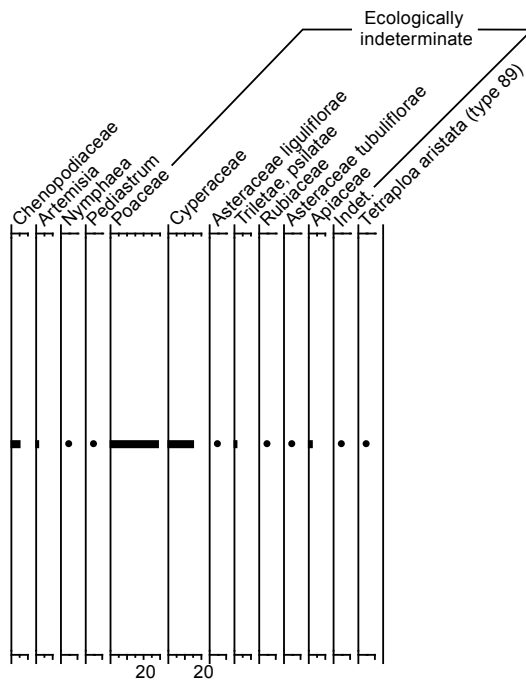 Ecologically
indeterminate
Chenopodiaceae
Artemisia
Nymphaea
Pediastrum
Poaceae
Cyperaceae
Asteraceae liguliflorae
Triletae, psilatae
Rubiaceae
Asteraceae tubuliflorae
Apiaceae
Indet.
Tetraploa aristata (type 89)
20
20